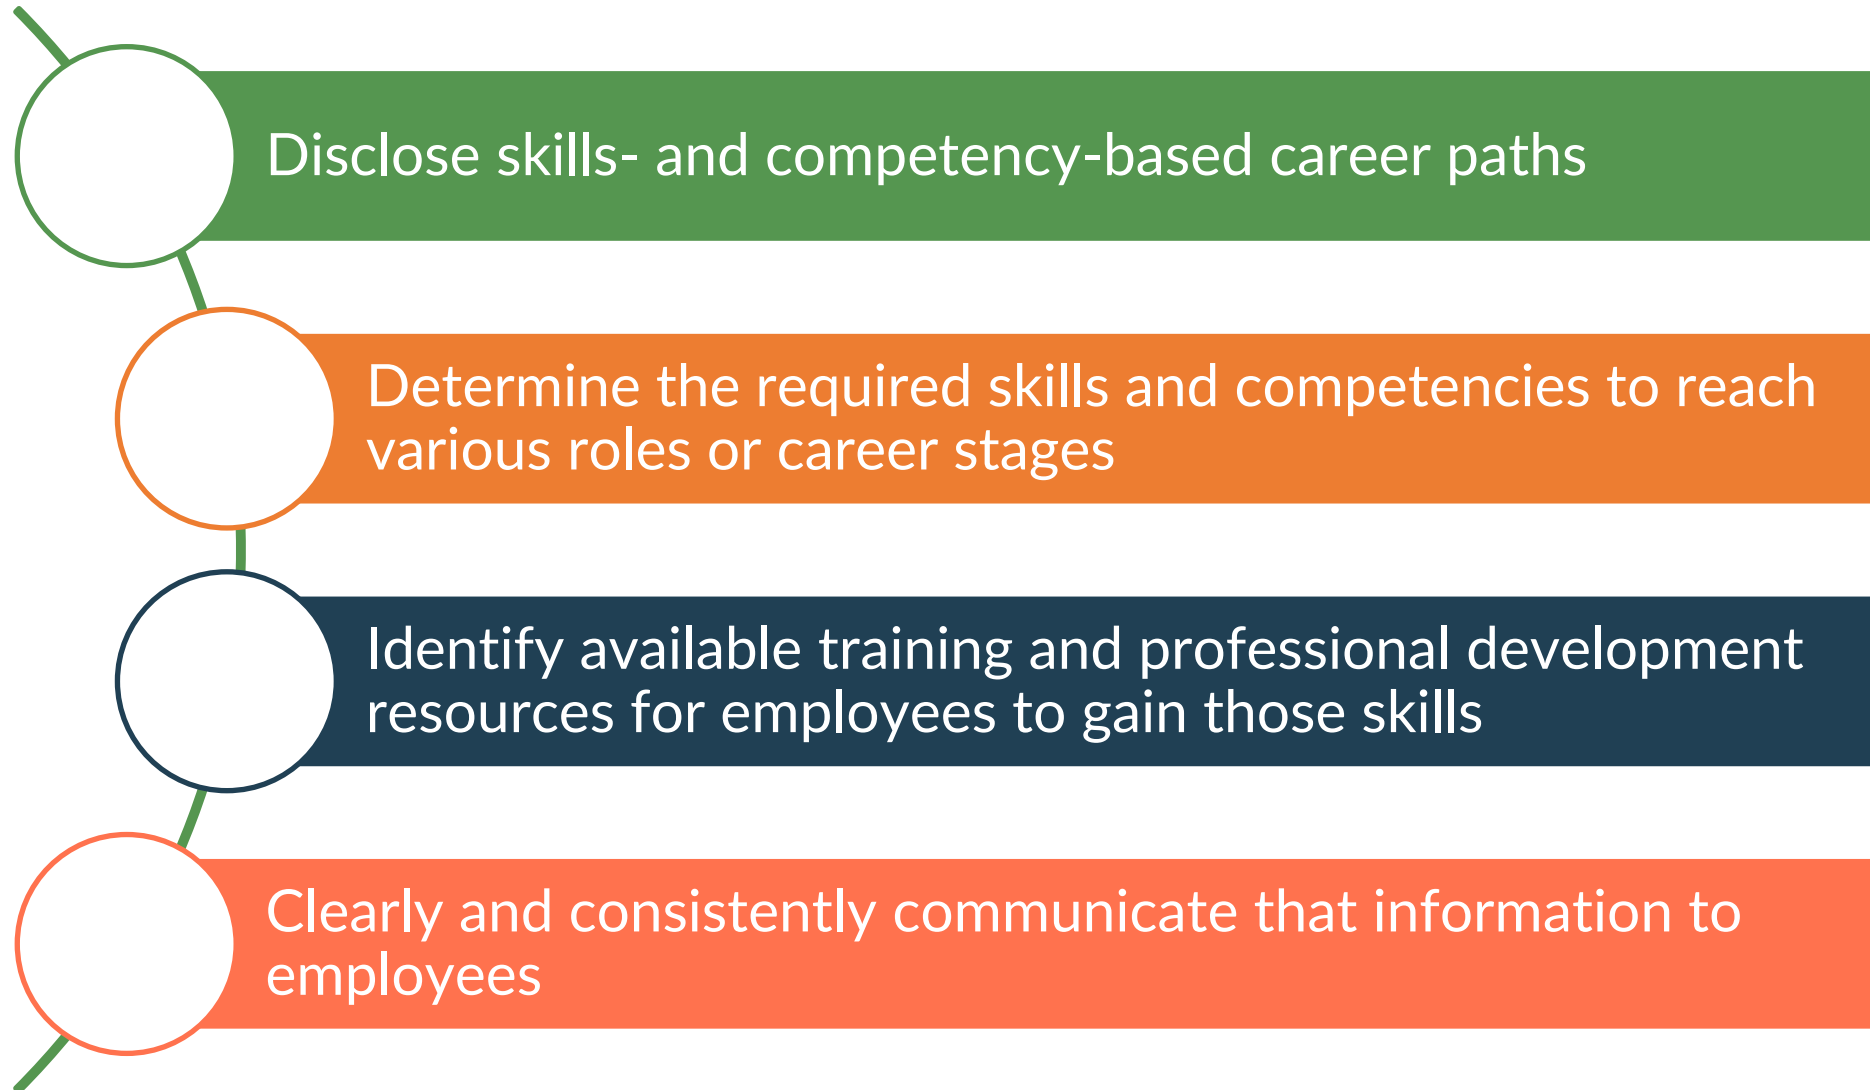 Disclose skills- and competency-based career paths
Determine the required skills and competencies to reach
various roles or career stages
Identify available training and professional development
resources for employees to gain those skills
Clearly and consistently communicate that information to
employees